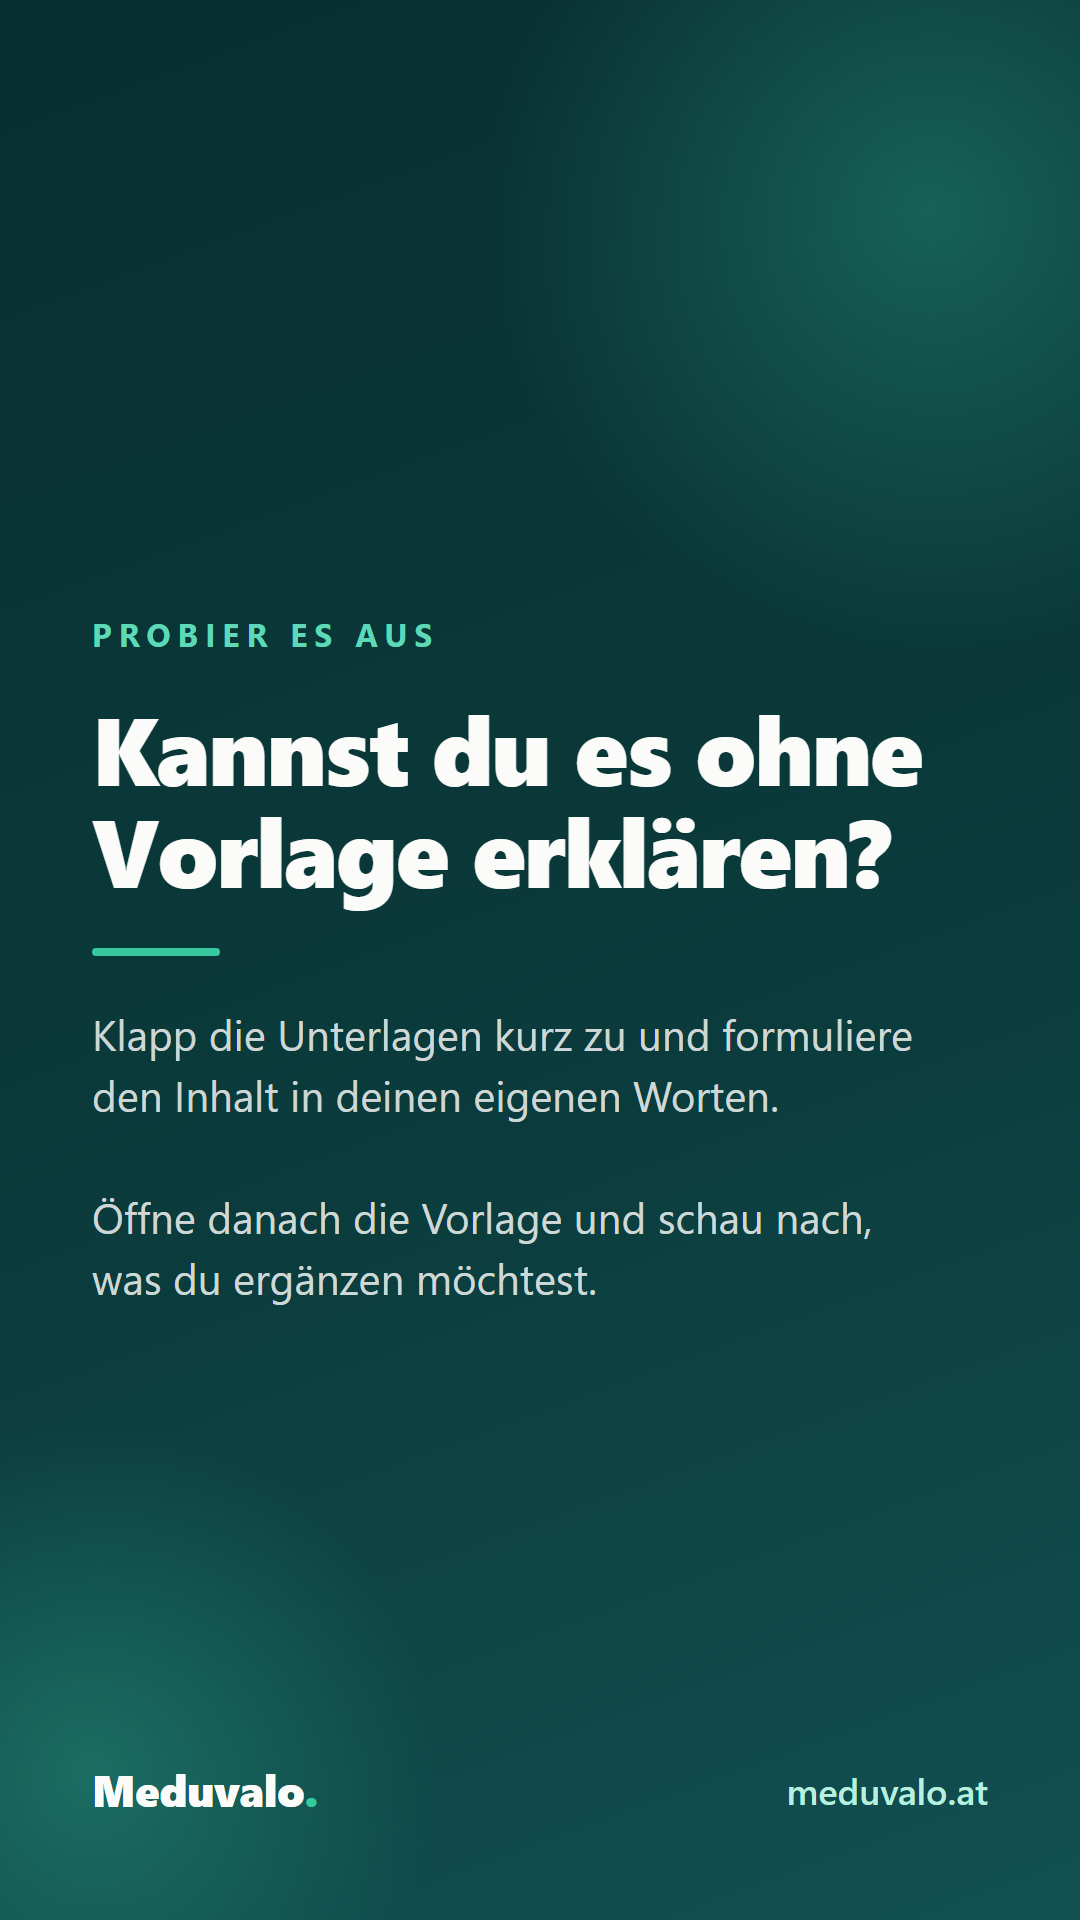 PROBIER ES AUS
Kannst du es ohne
Vorlage erklären?
Klapp die Unterlagen kurz zu und formuliere
den Inhalt in deinen eigenen Worten.
Öffne danach die Vorlage und schau nach,
was du ergänzen möchtest.
Meduvalo.
meduvalo.at